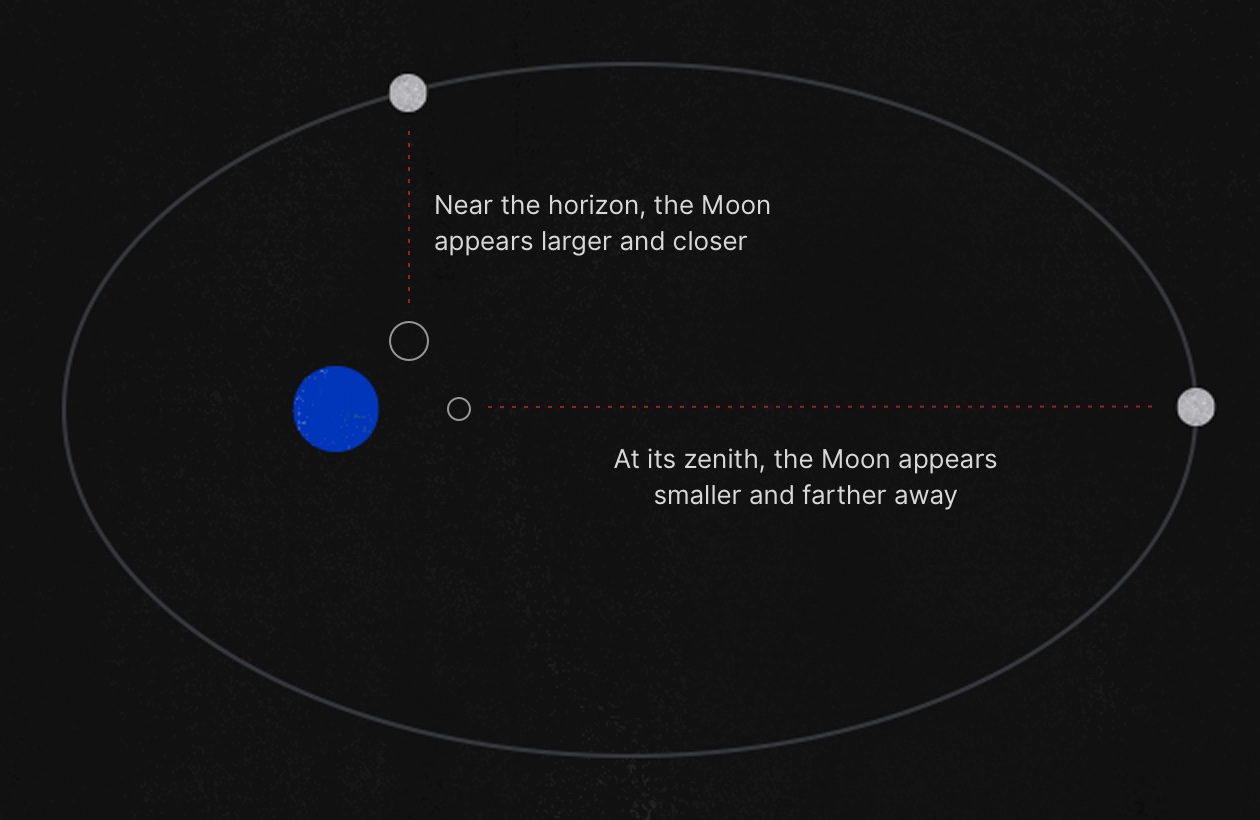 Near the horizon, the Moon
appears larger and closer
At its zenith, the Moon appears
smaller and farther away